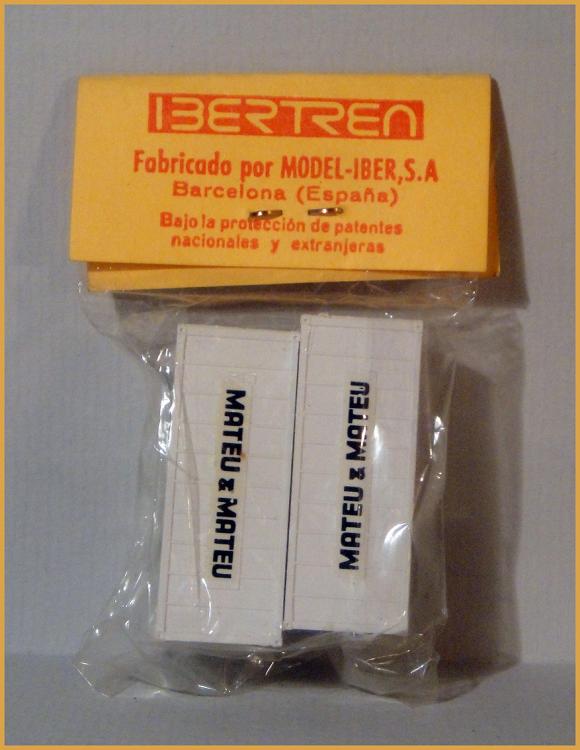 IBERTREN
Fabricado por MODEL-IBER,S.A
Barcelona (España)
Bajo la protección de patentes
nacionales y extranjeras
MATEU & MATEU
MATEU & MATEU